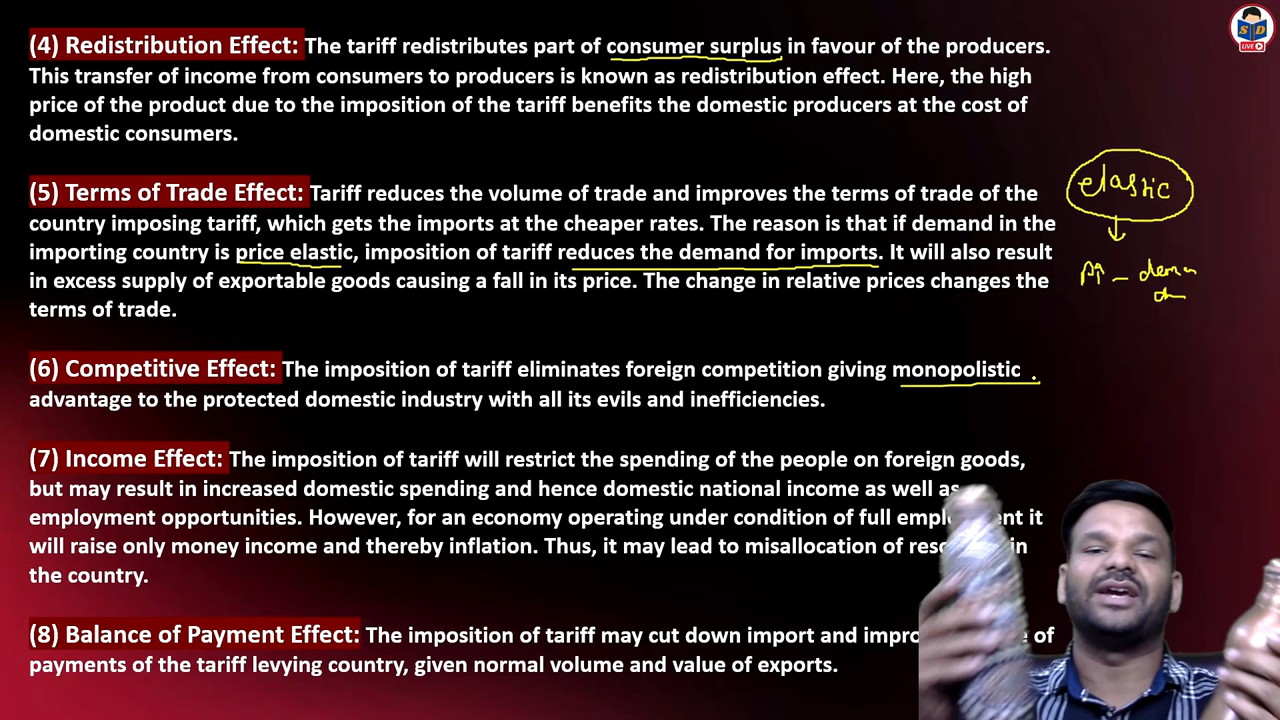 (4) Redistribution Effect: The tariff redistributes part of consumer surplus in favour of the producers.
This transfer of income from consumers to producers is known as redistribution effect. Here, the high
price of the product due to the imposition of the tariff benefits the domestic producers at the cost of
domestic consumers.
(5) Terms of Trade Effect: Tariff reduces the volume of trade and improves the terms of trade of the
country imposing tariff, which gets the imports at the cheaper rates. The reason is that if demand in the
importing country is price elastic, imposition of tariff reduces the demand for imports. It will also result
in excess supply of exportable goods causing a fall in its price. The change in relative prices changes the
terms of trade.
(6) Competitive Effect: The imposition of tariff eliminates foreign competition giving monopolistic
advantage to the protected domestic industry with all its evils and inefficiencies.
(7) Income Effect: The imposition of tariff will restrict the spending of the people on foreign goods,
but may result in increased domestic spending and hence domestic national income as well as
employment opportunities. However, for an economy operating under condition of full it
will raise only money income and thereby inflation. Thus, it may lead to misallocation of in
the country.
(8) Balance of Payment Effect: The imposition of tariff may cut down import and of
payments of the tariff levying country, given normal volume and value of exports.
elastic
P↑ –
SD
LIVE